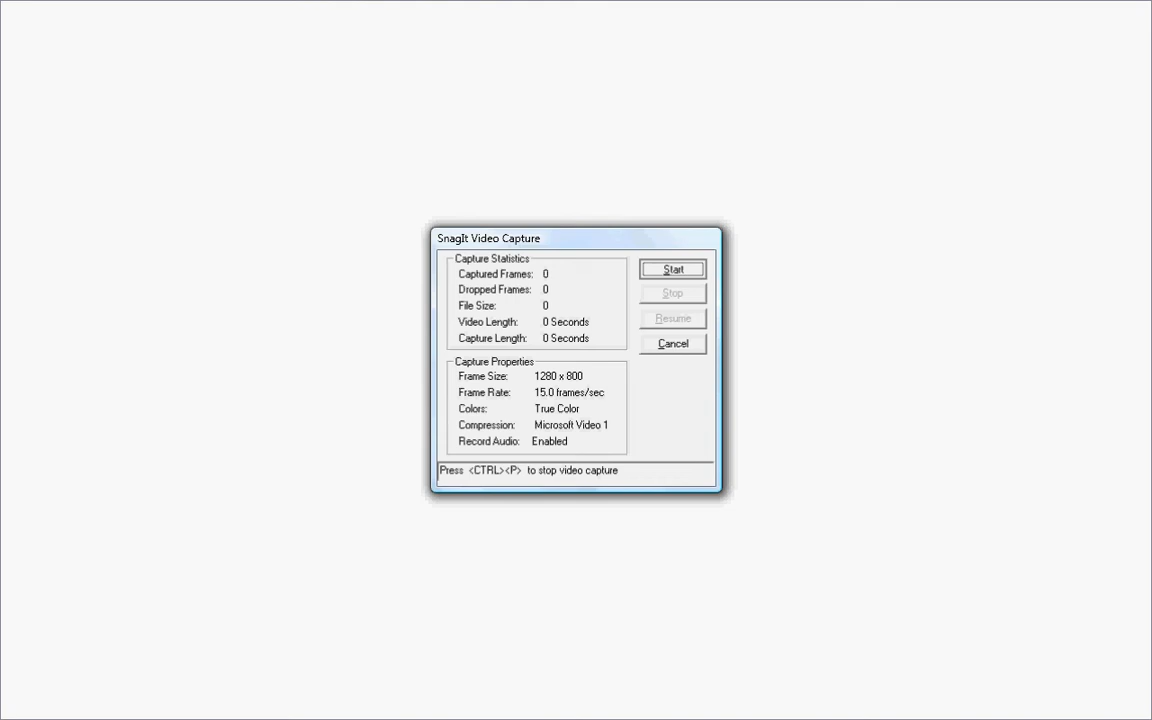 SnagIt Video Capture
Capture Statistics
Captured Frames: 0
Dropped Frames: 0
File Size: 0
Video Length: 0 Seconds
Capture Length: 0 Seconds
Start
Stop
Resume
Cancel
Capture Properties
Frame Size: 1280 x 800
Frame Rate: 15.0 frames/sec
Colors: True Color
Compression: Microsoft Video 1
Record Audio: Enabled
Press <CTRL><P> to stop video capture